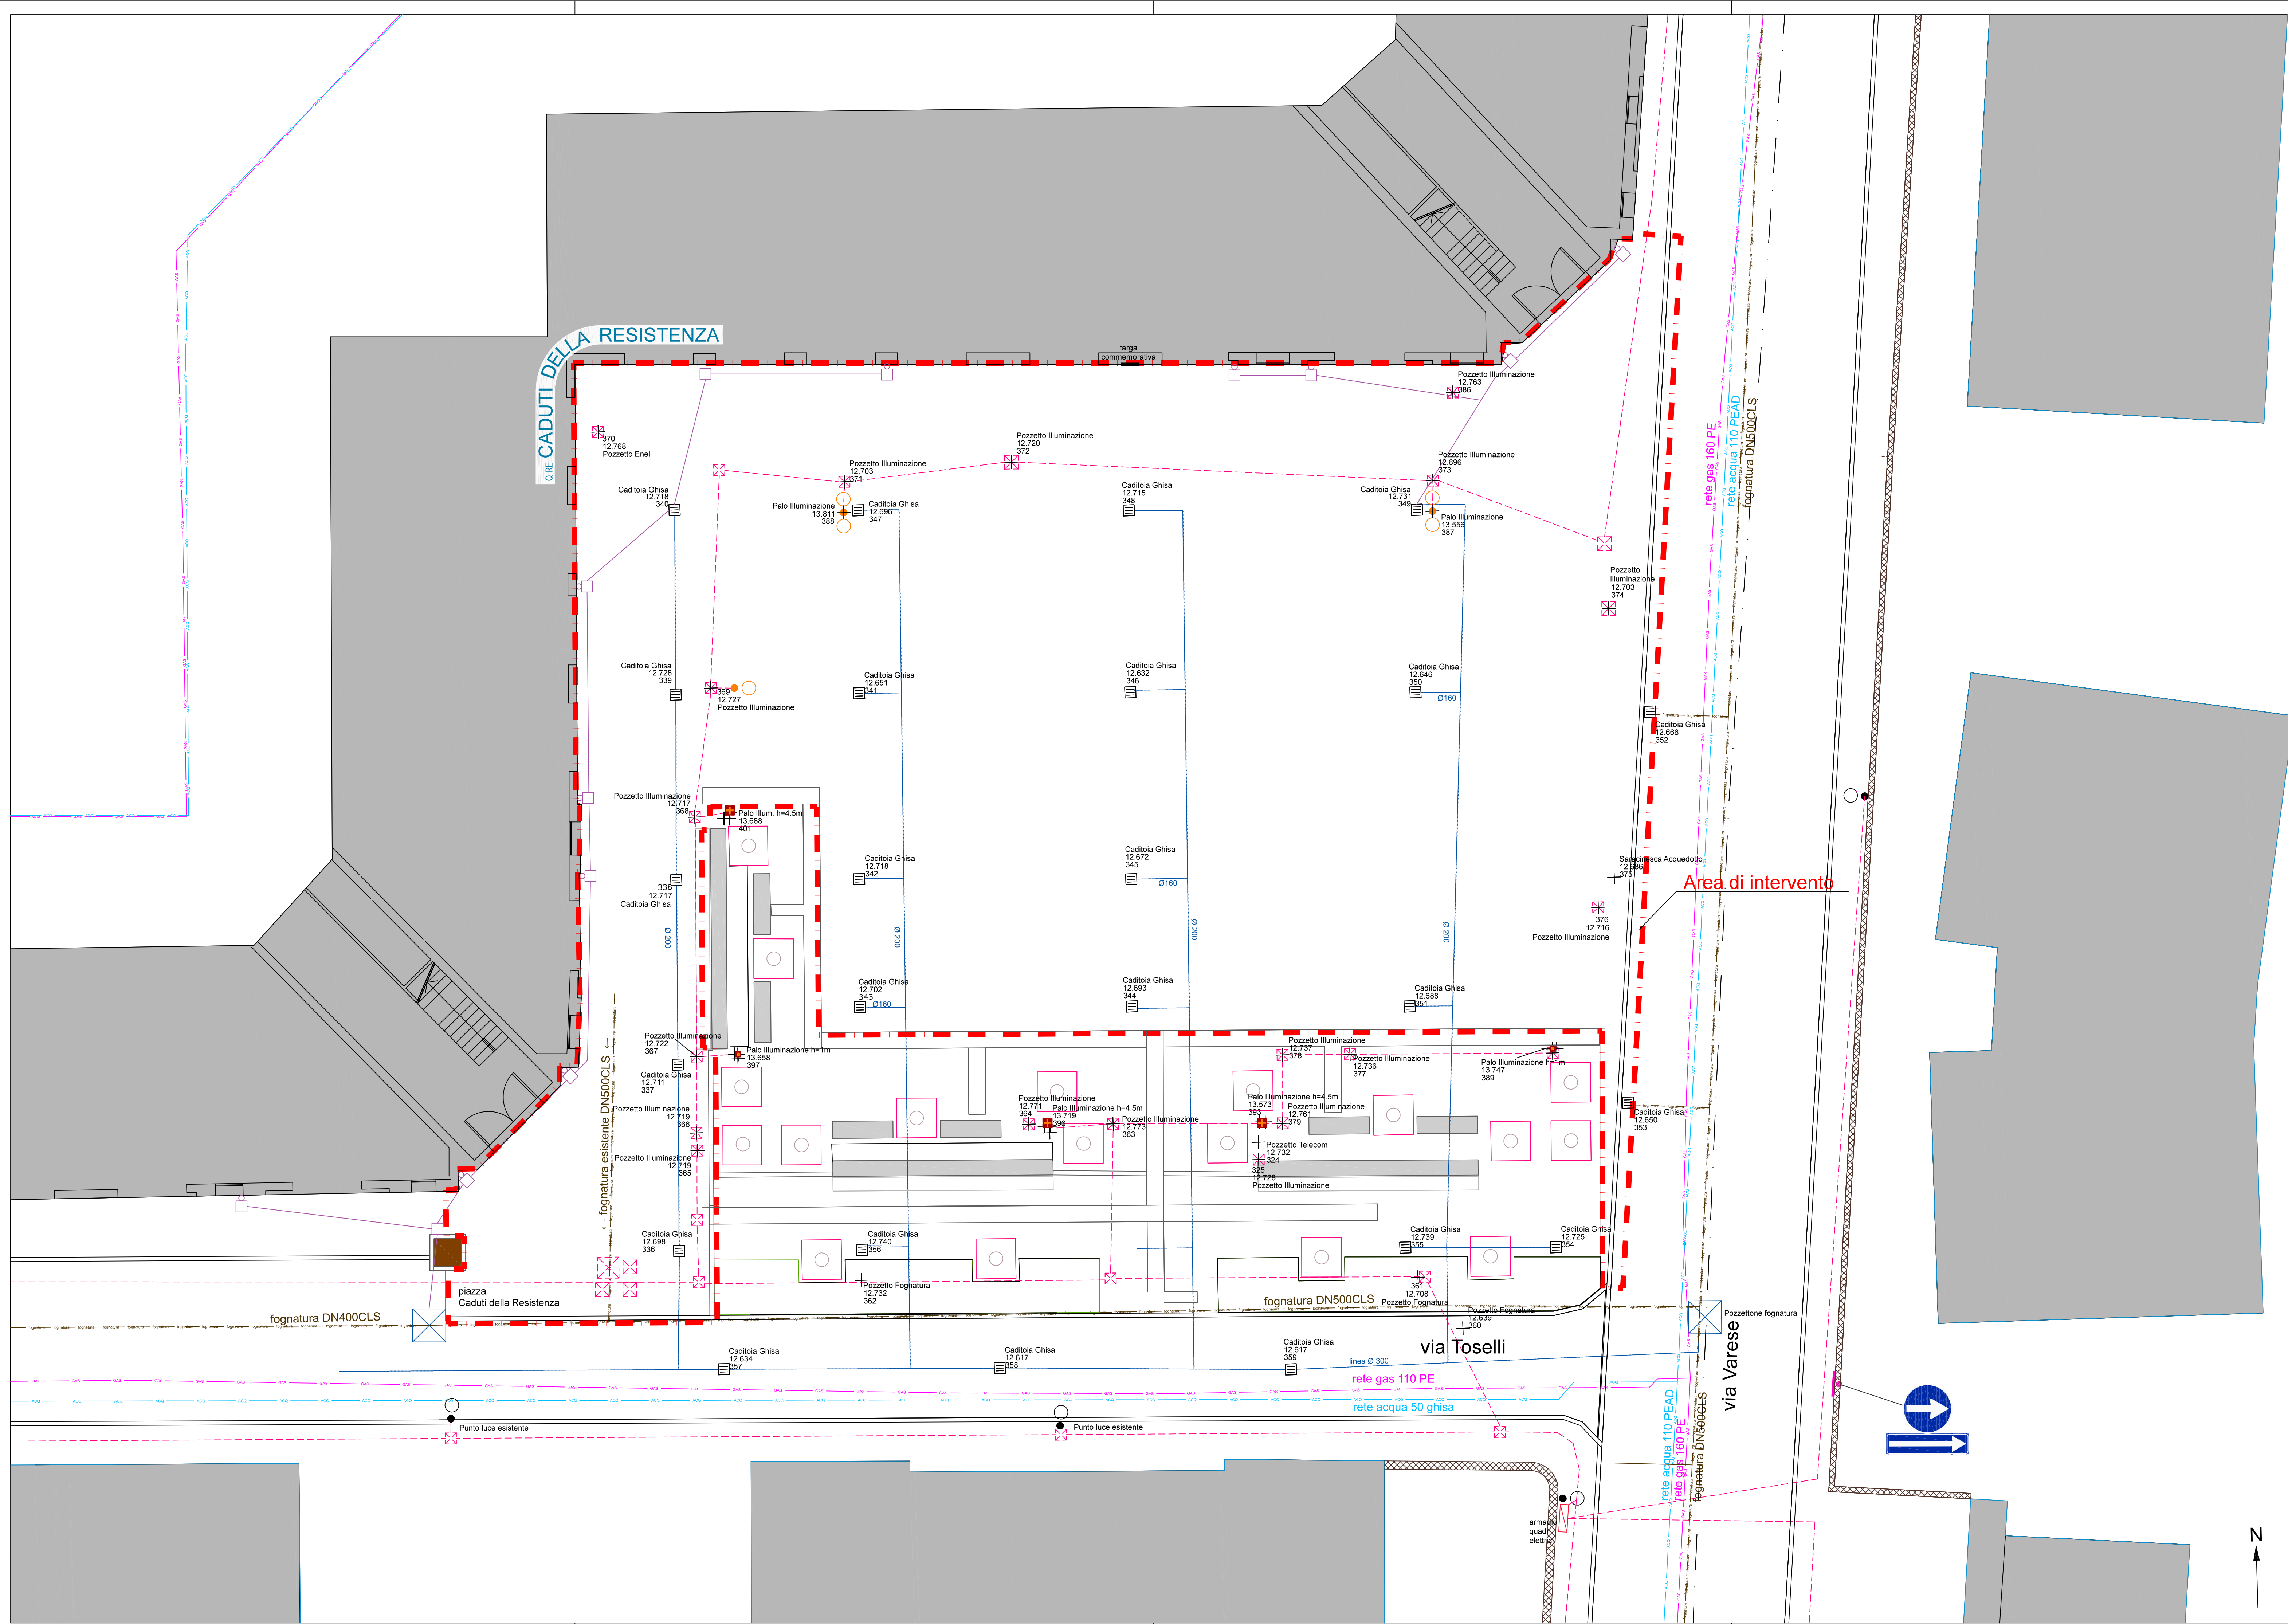 targa
commemorativa
Q.RE CADUTI DELLA RESISTENZA
Pozzetto Illuminazione
12.763
386
370
12.768
Pozzetto Enel
Pozzetto Illuminazione
12.720
372
Pozzetto Illuminazione
12.703
371
Pozzetto Illuminazione
12.696
373
Caditoia Ghisa
12.718
340
Palo Illuminazione
13.811
388
Caditoia Ghisa
12.696
347
Caditoia Ghisa
12.715
348
Caditoia Ghisa
12.731
349
Palo Illuminazione
13.556
387
rete gas 160 PE
rete acqua 110 PEAD
fognatura DN500CLS
Pozzetto
Illuminazione
12.703
374
Caditoia Ghisa
12.728
339
369
12.727
Pozzetto Illuminazione
Caditoia Ghisa
12.651
341
Caditoia Ghisa
12.632
346
Caditoia Ghisa
12.646
350
Ø160
Caditoia Ghisa
12.666
352
Pozzetto Illuminazione
12.717
368
Palo Illum. h=4.5m
13.688
401
338
12.717
Caditoia Ghisa
Caditoia Ghisa
12.718
342
Caditoia Ghisa
12.672
345
Ø160
Saracinesca Acquedotto
12.686
375
Area di intervento
376
12.716
Pozzetto Illuminazione
Ø 200
Ø 200
Ø 200
Ø 200
Caditoia Ghisa
12.702
343
Ø160
Caditoia Ghisa
12.693
344
Caditoia Ghisa
12.688
351
Pozzetto Illuminazione
12.722
367
Palo Illuminazione h=1m
13.658
397
Caditoia Ghisa
12.711
337
Pozzetto Illuminazione
12.737
378
Pozzetto Illuminazione
12.736
377
Palo Illuminazione h=1m
13.747
389
← fognatura esistente DN500CLS ←
Pozzetto Illuminazione
12.719
366
Pozzetto Illuminazione
12.719
365
Pozzetto Illuminazione
12.771
364
Palo Illuminazione h=4.5m
13.719
396
Pozzetto Illuminazione
12.773
363
Palo Illuminazione h=4.5m
13.573
393
Pozzetto Illuminazione
12.761
379
Pozzetto Telecom
12.732
324
325
12.728
Pozzetto Illuminazione
Caditoia Ghisa
12.650
353
Caditoia Ghisa
12.698
336
Caditoia Ghisa
12.740
356
Caditoia Ghisa
12.739
355
Caditoia Ghisa
12.725
354
piazza
Caduti della Resistenza
Pozzetto Fognatura
12.732
362
361
12.708
Pozzetto Fognatura
Pozzetto Fognatura
12.639
360
fognatura DN400CLS
fognatura DN500CLS
Pozzettone fognatura
Caditoia Ghisa
12.634
357
Caditoia Ghisa
12.617
358
Caditoia Ghisa
12.617
359
linea Ø 300
via Toselli
via Varese
rete gas 110 PE
rete acqua 50 ghisa
Punto luce esistente
Punto luce esistente
rete acqua 110 PEAD
rete gas 160 PE
fognatura DN500CLS
N